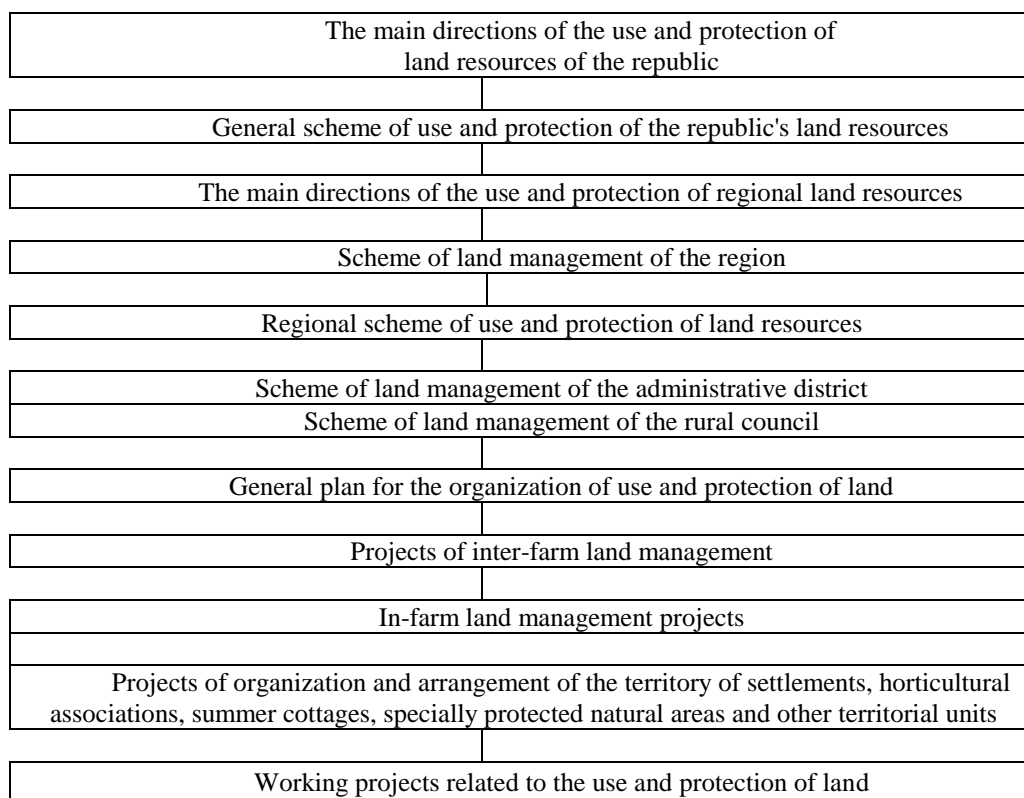 The main directions of the use and protection of
land resources of the republic
General scheme of use and protection of the republic's land resources
The main directions of the use and protection of regional land resources
Scheme of land management of the region
Regional scheme of use and protection of land resources
Scheme of land management of the administrative district
Scheme of land management of the rural council
General plan for the organization of use and protection of land
Projects of inter-farm land management
In-farm land management projects
Projects of organization and arrangement of the territory of settlements, horticultural
associations, summer cottages, specially protected natural areas and other territorial units
Working projects related to the use and protection of land